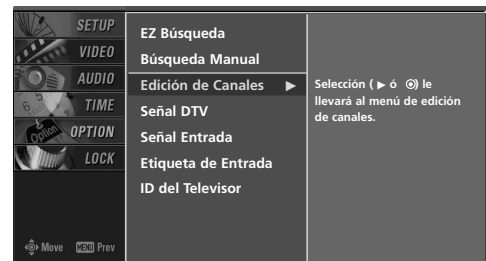 SETUP
VIDEO
AUDIO
TIME
OPTION
LOCK
EZ Búsqueda
Búsqueda Manual
Edición de Canales ►
Señal DTV
Señal Entrada
Etiqueta de Entrada
ID del Televisor
Selección ( ► ó ◉) le
llevará al menú de edición
de canales.
Move MENU Prev